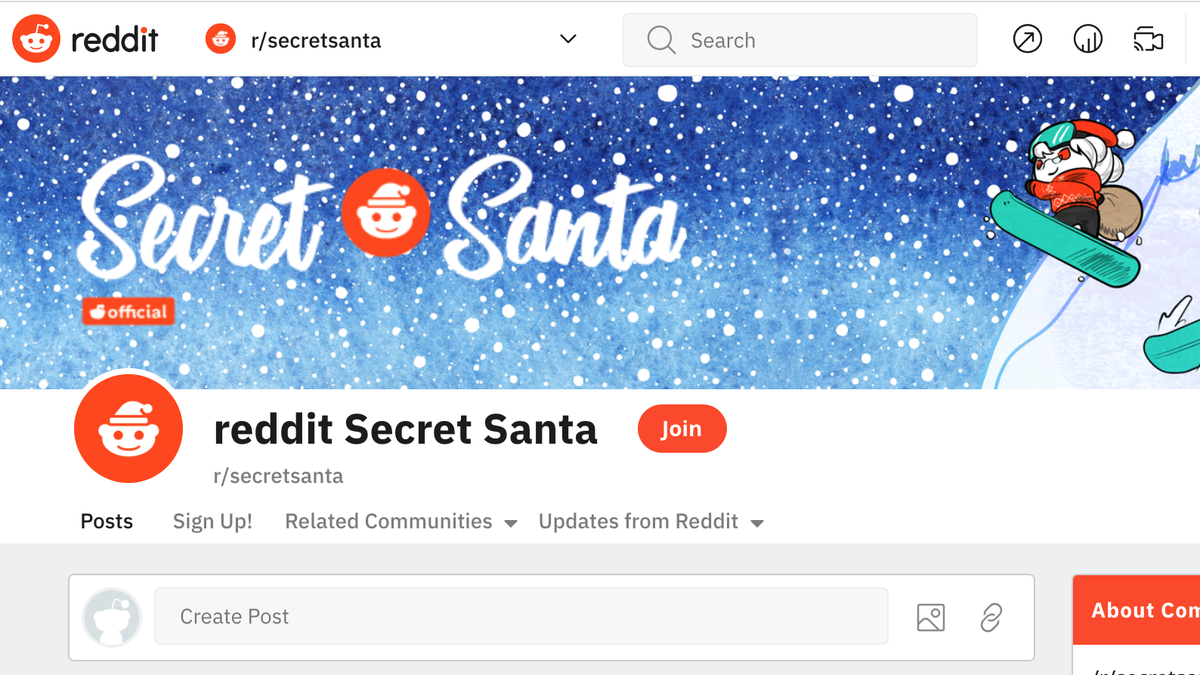 reddit r/secretsanta Search
Secret Santa
official
reddit Secret Santa Join
r/secretsanta
Posts Sign Up! Related Communities Updates from Reddit
Create Post
About Com